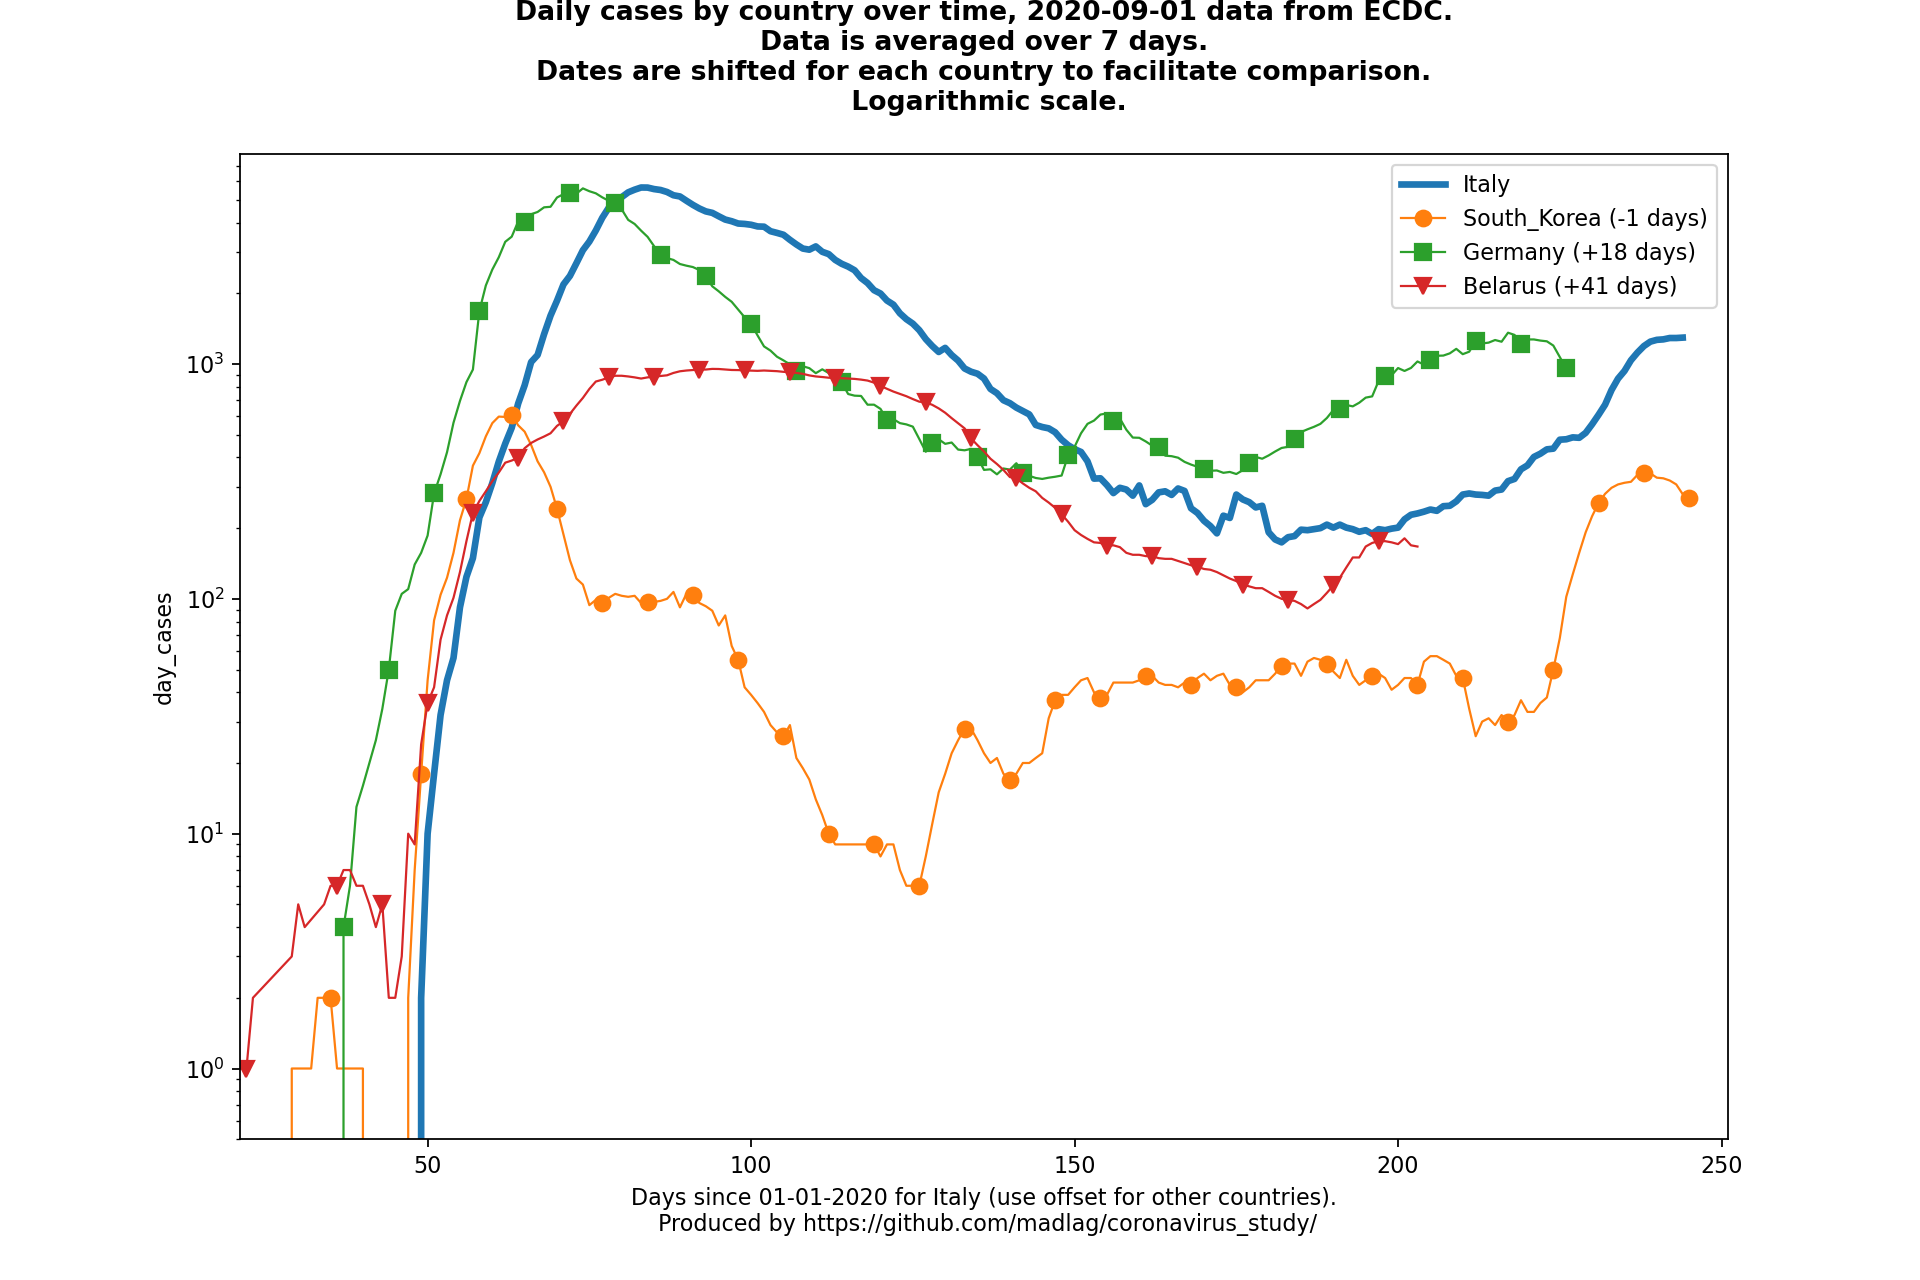 Daily cases by country over time, 2020-09-01 data from ECDC.
Data is averaged over 7 days.
Dates are shifted for each country to facilitate comparison.
Logarithmic scale.
Italy
South_Korea (-1 days)
Germany (+18 days)
Belarus (+41 days)
day_cases
10³
10²
10¹
10⁰
50 100 150 200 250
Days since 01-01-2020 for Italy (use offset for other countries).
Produced by https://github.com/madlag/coronavirus_study/